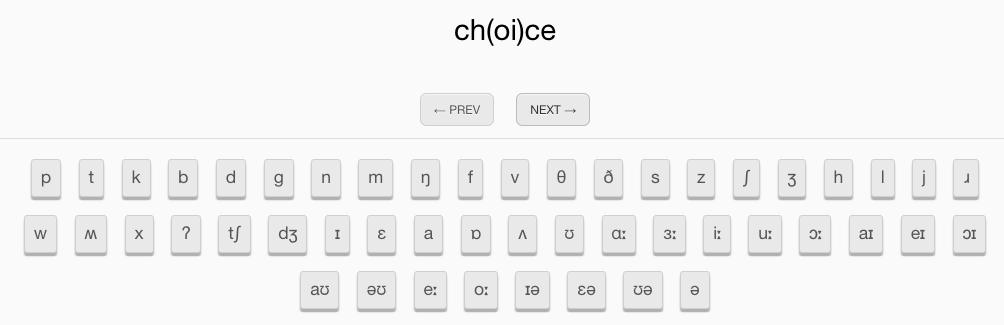 ch(oi)ce
← PREV NEXT →
p t k b d g n m ŋ f v θ ð s z ʃ ʒ h l j ɹ
w ʍ x ʔ tʃ dʒ ɪ ɛ a ɒ ʌ ʊ ɑː ɜː iː uː ɔː aɪ eɪ ɔɪ
aʊ əʊ eː oː ɪə ɛə ʊə ə